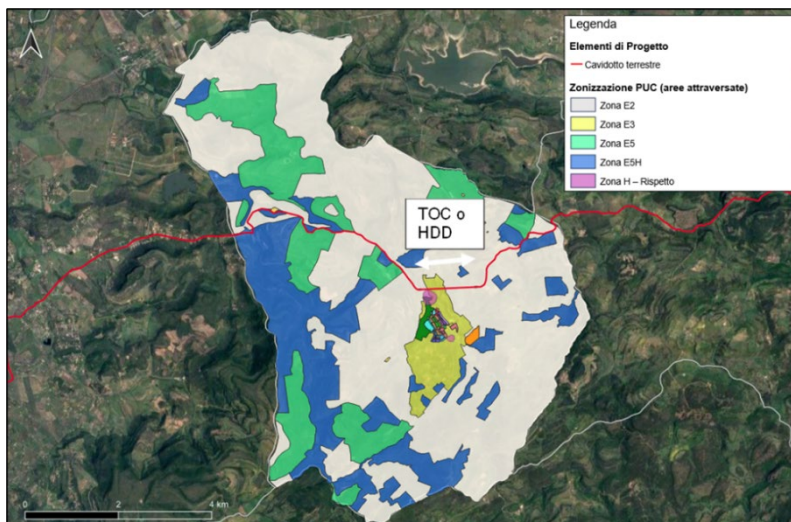 Legenda
Elementi di Progetto
Cavidotto terrestre
Zonizzazione PUC (aree attraversate)
Zona E2
Zona E3
Zona E5
Zona E5H
Zona H – Rispetto
TOC o
HDD
0 2 4 km